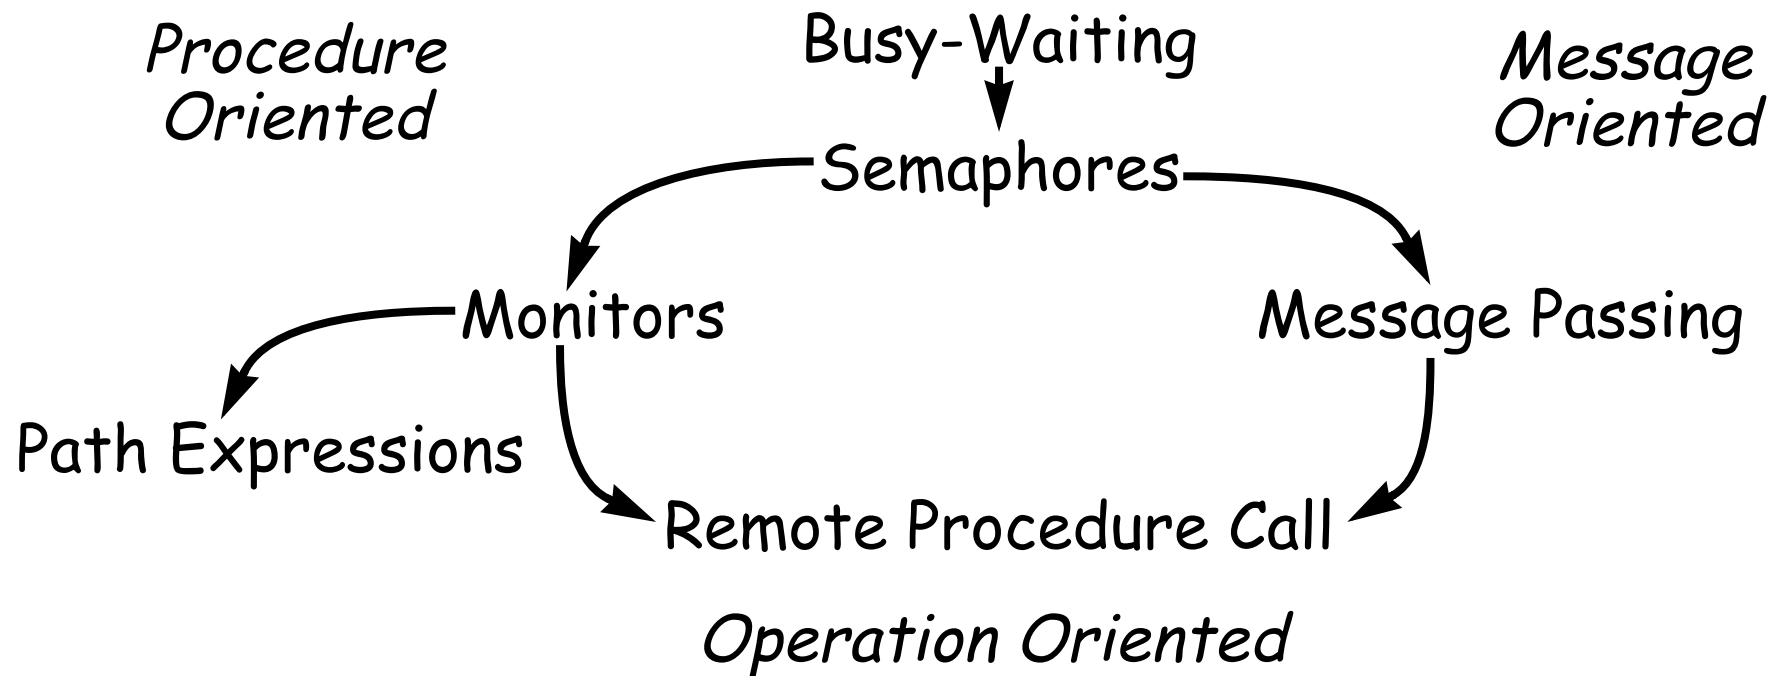 Procedure
Oriented
Busy-Waiting
Message
Oriented
Semaphores
Monitors
Message Passing
Path Expressions
Remote Procedure Call
Operation Oriented